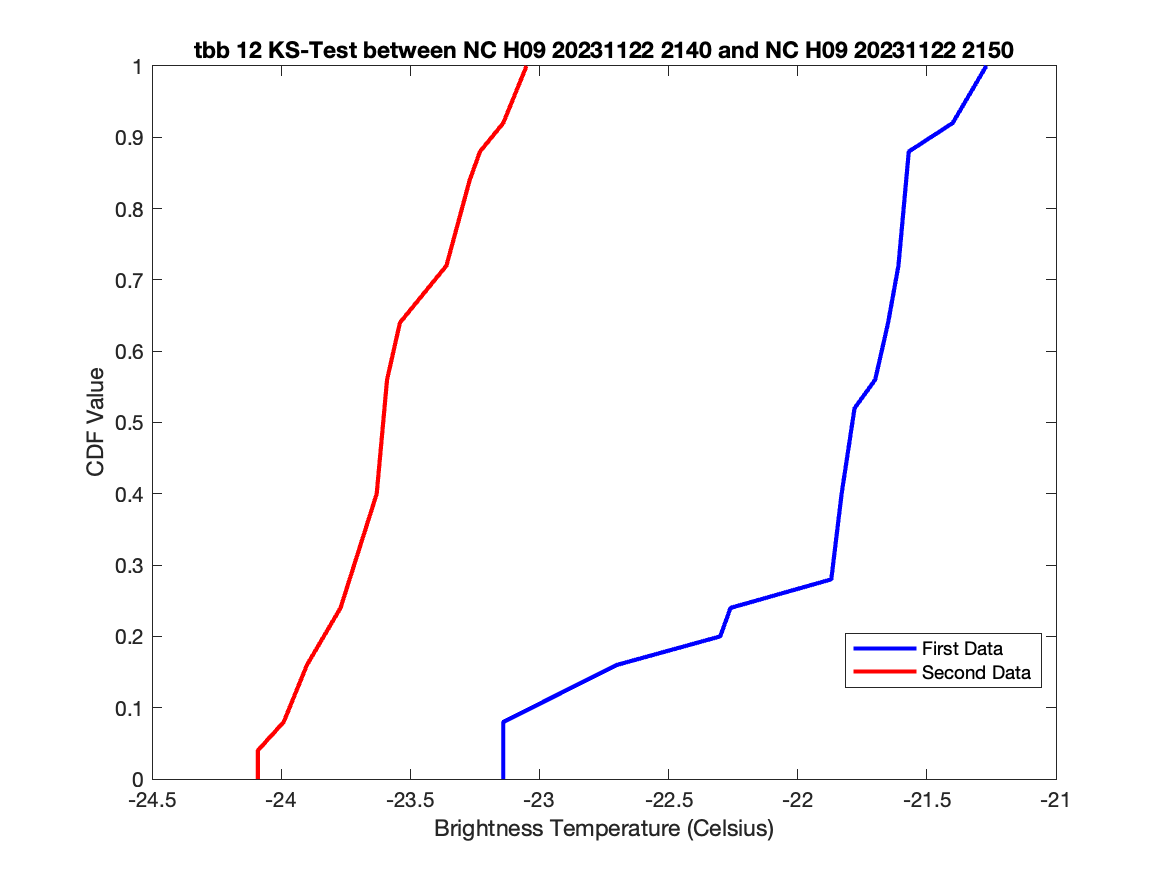 tbb 12 KS-Test between NC H09 20231122 2140 and NC H09 20231122 2150
1
0.9
0.8
0.7
0.6
0.5
0.4
0.3
0.2
0.1
0
CDF Value
First Data
Second Data
-24.5 -24 -23.5 -23 -22.5 -22 -21.5 -21
Brightness Temperature (Celsius)